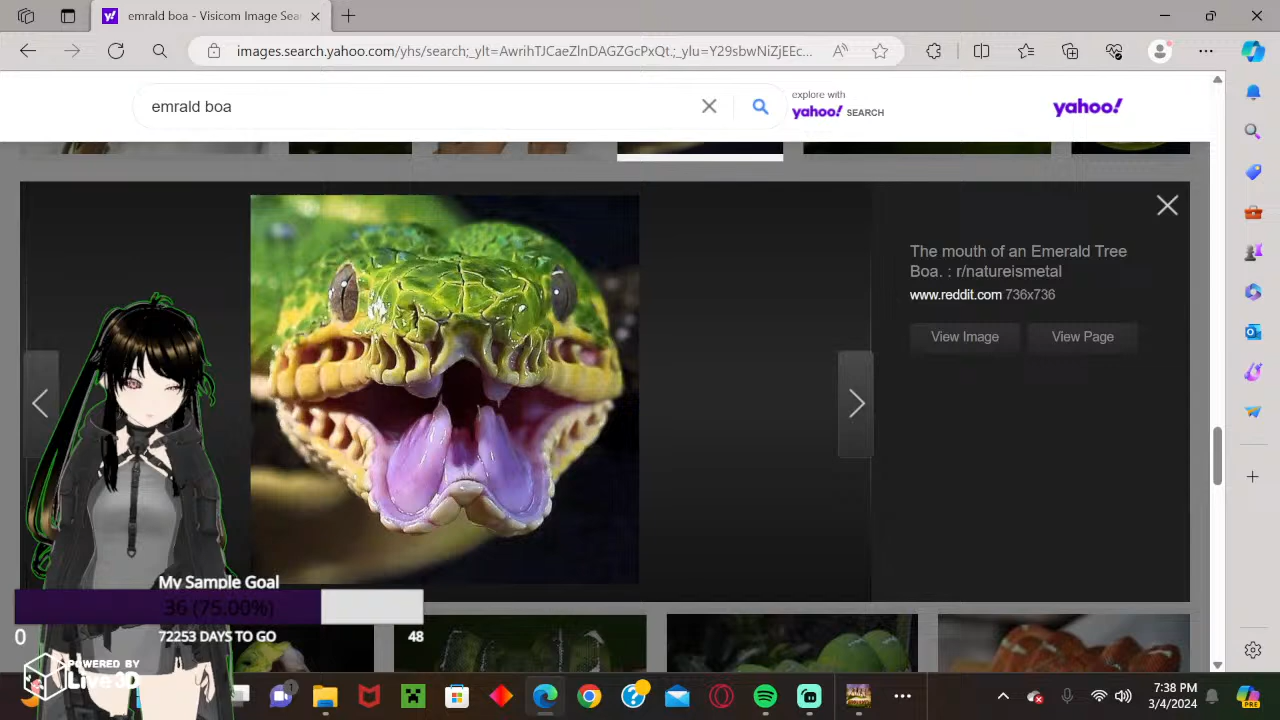 emrald boa - Visicom Image Sea
images.search.yahoo.com/yhs/search;_ylt=AwrihTJCaeZlnDAGZGcPxQt.;_ylu=Y29sbwNiZjEEc...
emrald boa
explore with
yahoo! SEARCH
yahoo!
The mouth of an Emerald Tree
Boa. : r/natureismetal
www.reddit.com 736x736
View Image
View Page
My Sample Goal
36 (75.00%)
0
72253 DAYS TO GO
48
POWERED BY
Live3D
7:38 PM
3/4/2024
PRE